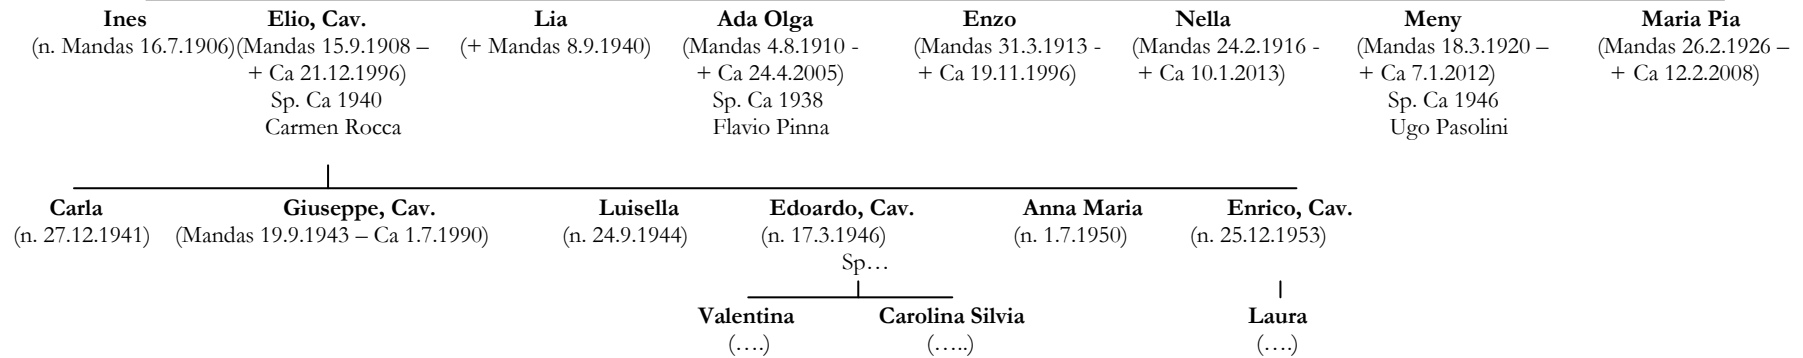 Ines Elio, Cav. Lia Ada Olga Enzo Nella Meny Maria Pia
(n. Mandas 16.7.1906)(Mandas 15.9.1908 – (+ Mandas 8.9.1940) (Mandas 4.8.1910 - (Mandas 31.3.1913 - (Mandas 24.2.1916 - (Mandas 18.3.1920 – (Mandas 26.2.1926 –
+ Ca 21.12.1996) + Ca 24.4.2005) + Ca 19.11.1996) + Ca 10.1.2013) + Ca 7.1.2012) + Ca 12.2.2008)
Sp. Ca 1940 Sp. Ca 1938 Sp. Ca 1946
Carmen Rocca Flavio Pinna Ugo Pasolini
Carla Giuseppe, Cav. Luisella Edoardo, Cav. Anna Maria Enrico, Cav.
(n. 27.12.1941) (Mandas 19.9.1943 – Ca 1.7.1990) (n. 24.9.1944) (n. 17.3.1946) (n. 1.7.1950) (n. 25.12.1953)
Sp…
Valentina Carolina Silvia Laura
(….) (…..) (….)